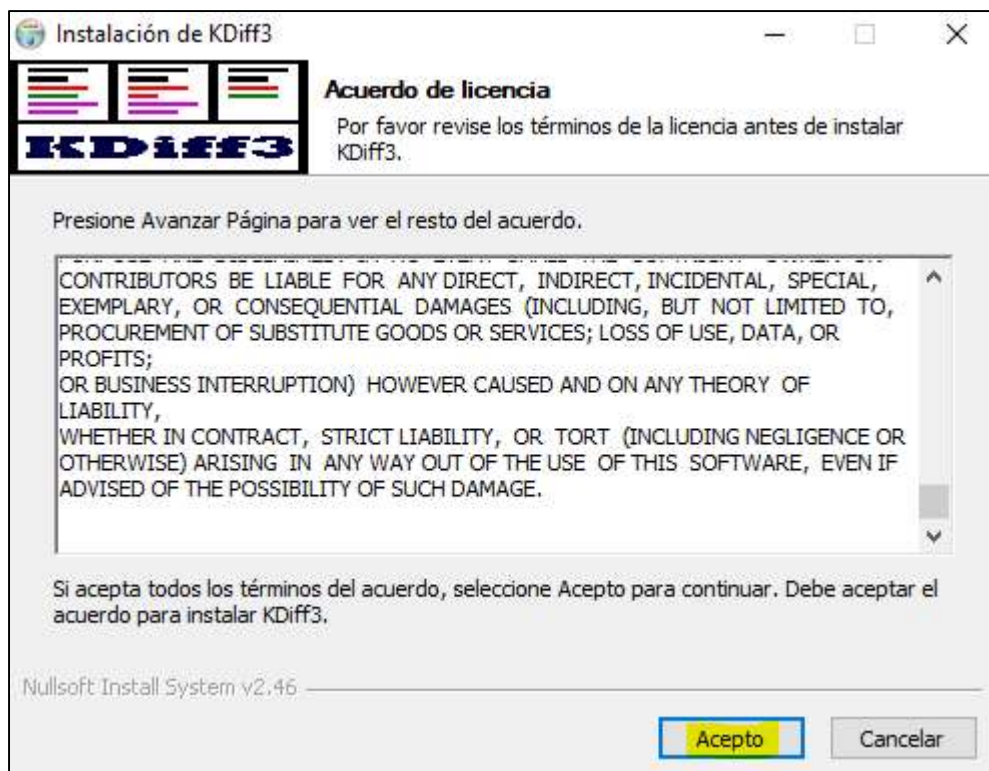 Instalación de KDiff3
KDiff3
Acuerdo de licencia
Por favor revise los términos de la licencia antes de instalar
KDiff3.
Presione Avanzar Página para ver el resto del acuerdo.
CONTRIBUTORS BE LIABLE FOR ANY DIRECT, INDIRECT, INCIDENTAL, SPECIAL,
EXEMPLARY, OR CONSEQUENTIAL DAMAGES (INCLUDING, BUT NOT LIMITED TO,
PROCUREMENT OF SUBSTITUTE GOODS OR SERVICES; LOSS OF USE, DATA, OR
PROFITS;
OR BUSINESS INTERRUPTION) HOWEVER CAUSED AND ON ANY THEORY OF
LIABILITY,
WHETHER IN CONTRACT, STRICT LIABILITY, OR TORT (INCLUDING NEGLIGENCE OR
OTHERWISE) ARISING IN ANY WAY OUT OF THE USE OF THIS SOFTWARE, EVEN IF
ADVISED OF THE POSSIBILITY OF SUCH DAMAGE.
Si acepta todos los términos del acuerdo, seleccione Acepto para continuar. Debe aceptar el
acuerdo para instalar KDiff3.
Nullsoft Install System v2.46
Acepto
Cancelar